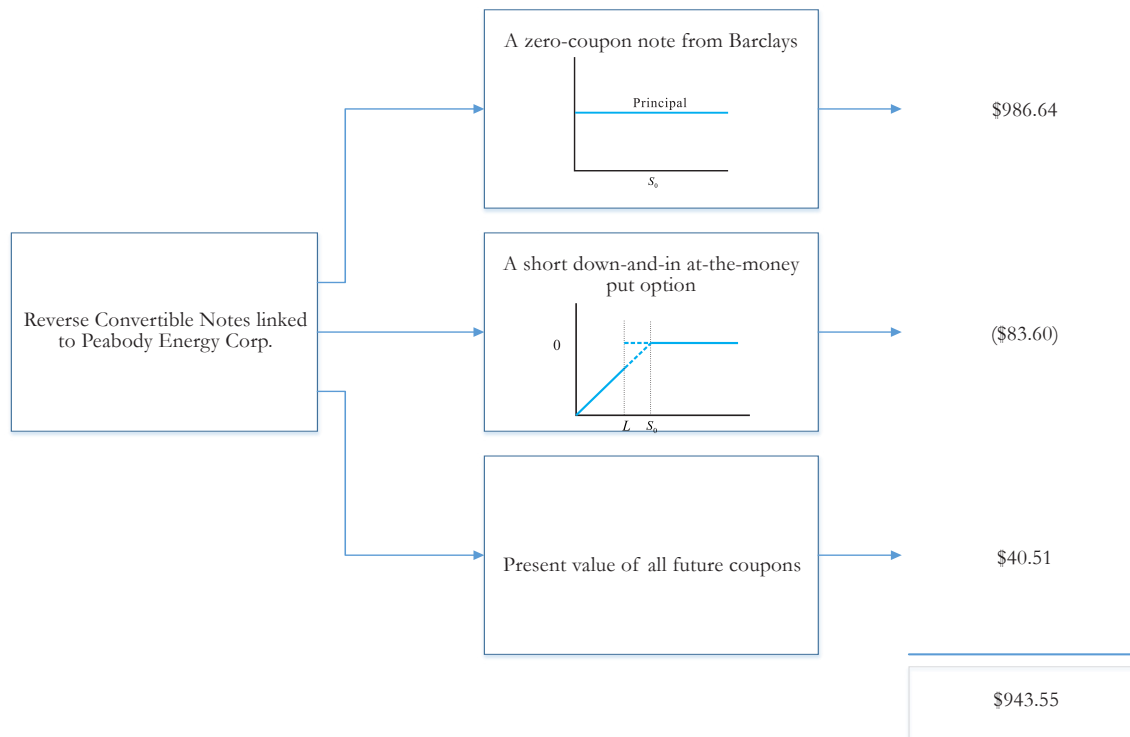 A zero-coupon note from Barclays
Principal
S₀
$986.64
Reverse Convertible Notes linked
to Peabody Energy Corp.
A short down-and-in at-the-money
put option
0
L S₀
($83.60)
Present value of all future coupons
$40.51
$943.55